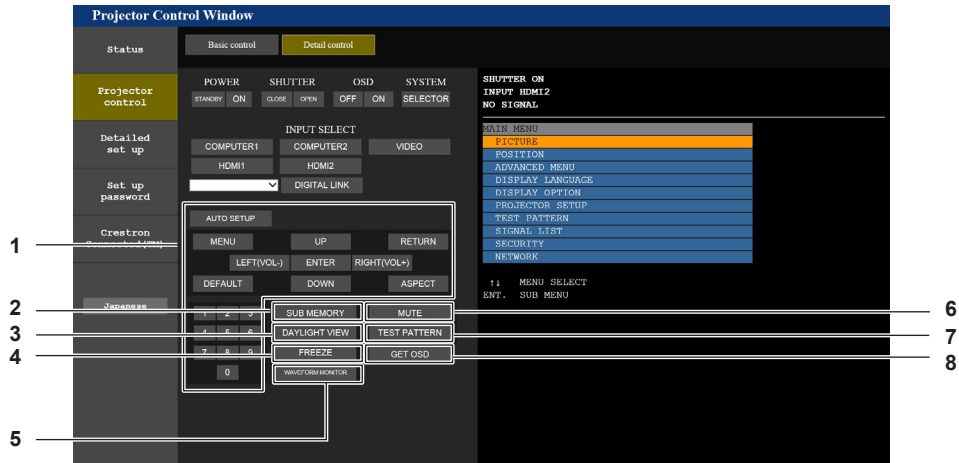 Projector Control Window
Status
Projector
control
Detailed
set up
Set up
password
Crestron
Connected(TM)
Japanese
Basic control Detail control
POWER SHUTTER OSD SYSTEM
STANDBY ON CLOSE OPEN OFF ON SELECTOR
INPUT SELECT
COMPUTER1 COMPUTER2 VIDEO
HDMI1 HDMI2
DIGITAL LINK
AUTO SETUP
MENU UP RETURN
LEFT(VOL-) ENTER RIGHT(VOL+)
DEFAULT DOWN ASPECT
1 2 3 SUB MEMORY MUTE
4 5 6 DAYLIGHT VIEW TEST PATTERN
7 8 9 FREEZE GET OSD
0 WAVEFORM MONITOR
SHUTTER ON
INPUT HDMI2
NO SIGNAL
MAIN MENU
PICTURE
POSITION
ADVANCED MENU
DISPLAY LANGUAGE
DISPLAY OPTION
PROJECTOR SETUP
TEST PATTERN
SIGNAL LIST
SECURITY
NETWORK
↑↓ MENU SELECT
ENT. SUB MENU
1
2
3
4
5
6
7
8